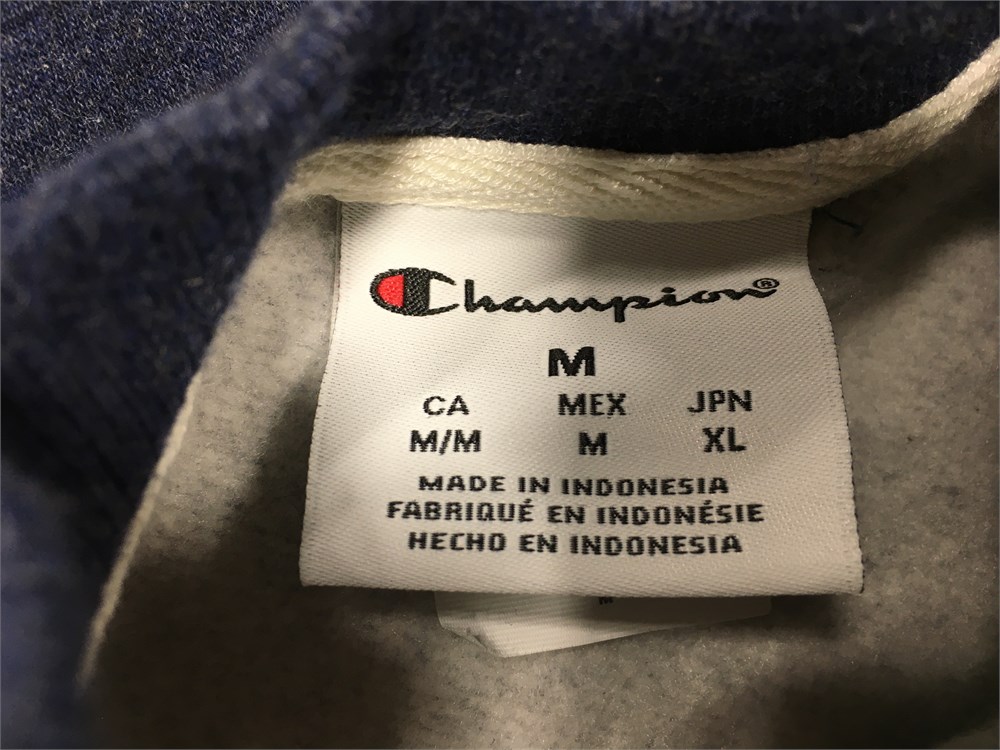 Champion®
M
CA MEX JPN
M/M M XL
MADE IN INDONESIA
FABRIQUÉ EN INDONÉSIE
HECHO EN INDONESIA
M